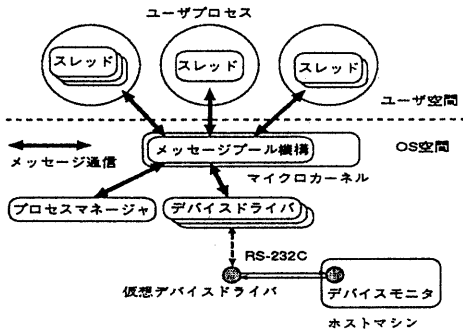 ユーザプロセス
スレッド
スレッド
スレッド
ユーザ空間
メッセージ通信
メッセージプール機構
OS空間
マイクロカーネル
プロセスマネージャ
デバイスドライバ
RS-232C
仮想デバイスドライバ
デバイスモニタ
ホストマシン